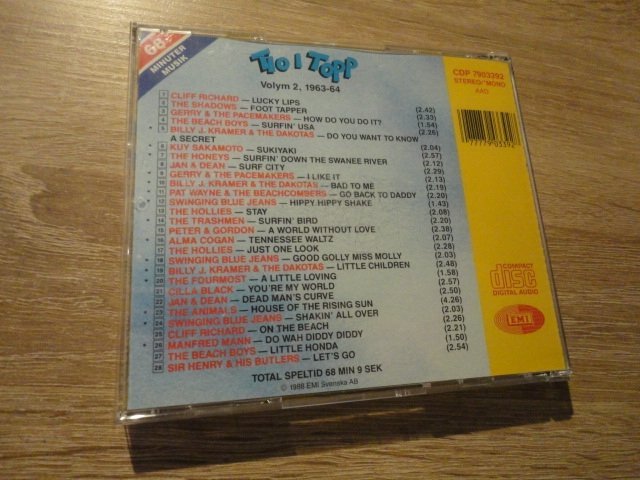 68:- MINUTER
MUSIK
TIO I TOPP
Volym 2, 1963-64
CDP 7903392
STEREO/*MONO
AAD
1 CLIFF RICHARD — LUCKY LIPS (2.42)
2 THE SHADOWS — FOOT TAPPER (2.33)
3 GERRY & THE PACEMAKERS — HOW DO YOU DO IT? (1.54)
4 THE BEACH BOYS — SURFIN' USA (2.25)
5 BILLY J. KRAMER & THE DAKOTAS — DO YOU WANT TO KNOW
A SECRET (2.04)
6 KUY SAKAMOTO — SUKIYAKI (2.57)
7 THE HONEYS — SURFIN' DOWN THE SWANEE RIVER (2.12)
8 JAN & DEAN — SURF CITY (2.29)
9 GERRY & THE PACEMAKERS — I LIKE IT (2.13)
10 BILLY J. KRAMER & THE DAKOTAS — BAD TO ME (2.19)
11 PAT WAYNE & THE BEACHCOMBERS — GO BACK TO DADDY (2.20)
12 SWINGING BLUE JEANS — HIPPY HIPPY SHAKE (1.43)
13 THE HOLLIES — STAY (2.08)
14 THE TRASHMEN — SURFIN' BIRD (2.20)
15 PETER & GORDON — A WORLD WITHOUT LOVE (2.38)
16 ALMA COGAN — TENNESSEE WALTZ (2.07)
17 THE HOLLIES — JUST ONE LOOK (2.28)
18 SWINGING BLUE JEANS — GOOD GOLLY MISS MOLLY (2.03)
19 BILLY J. KRAMER & THE DAKOTAS — LITTLE CHILDREN (2.48)
20 THE FOURMOST — A LITTLE LOVING (1.58)
21 CILLA BLACK — YOU'RE MY WORLD (2.57)
22 JAN & DEAN — DEAD MAN'S CURVE (2.50)
23 THE ANIMALS — HOUSE OF THE RISING SUN (4.26)
24 SWINGING BLUE JEANS — SHAKIN' ALL OVER (2.03)
25 CLIFF RICHARD — ON THE BEACH (2.26)
26 MANFRED MANN — DO WAH DIDDY DIDDY (2.21)
27 THE BEACH BOYS — LITTLE HONDA (1.50)
28 SIR HENRY & HIS BUTLERS — LET'S GO (2.54)
TOTAL SPELTID 68 MIN 9 SEK
© 1988 EMI Svenska AB
COMPACT
disc
DIGITAL AUDIO
EMI